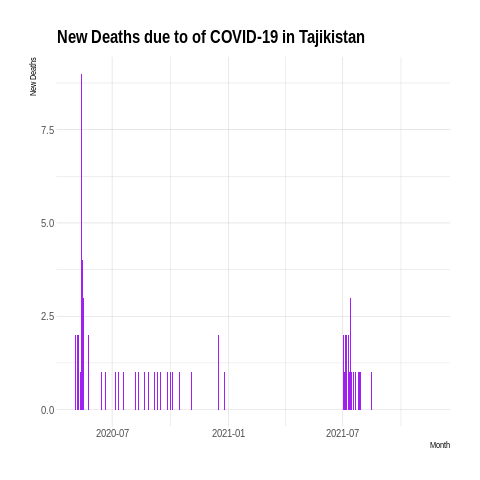 New Deaths due to of COVID-19 in Tajikistan
New Deaths
7.5
5.0
2.5
0.0
2020-07
2021-01
2021-07
Month